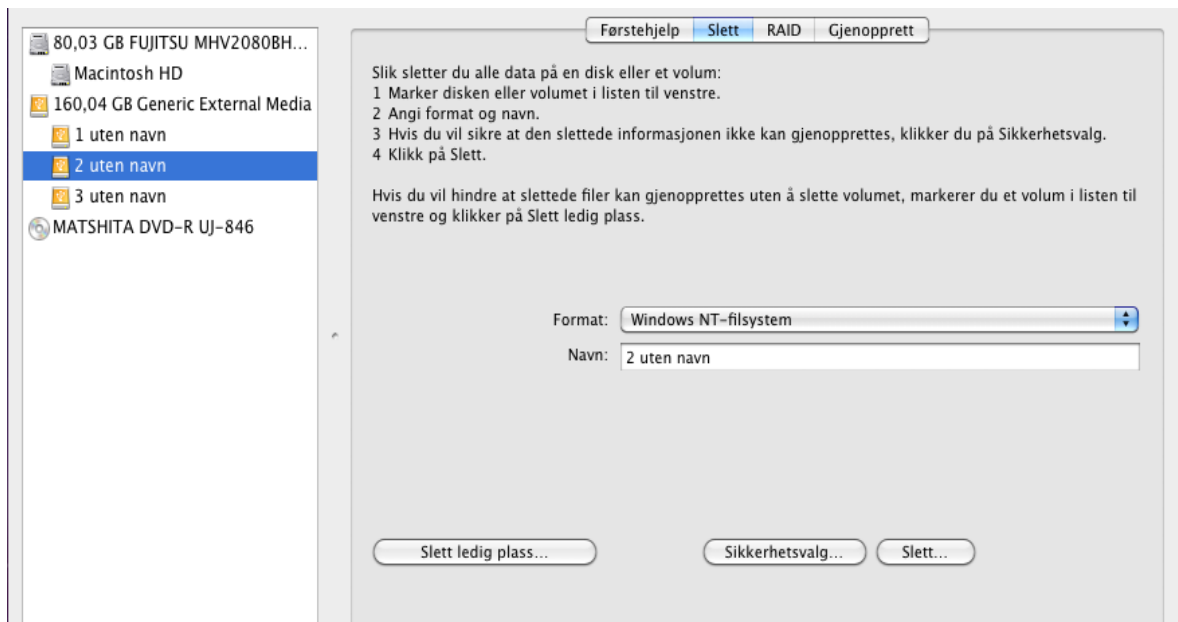 80,03 GB FUJITSU MHV2080BH...
Macintosh HD
160,04 GB Generic External Media
1 uten navn
2 uten navn
3 uten navn
MATSHITA DVD-R UJ-846
Førstehjelp Slett RAID Gjenopprett
Slik sletter du alle data på en disk eller et volum:
1 Marker disken eller volumet i listen til venstre.
2 Angi format og navn.
3 Hvis du vil sikre at den slettede informasjonen ikke kan gjenopprettes, klikker du på Sikkerhetsvalg.
4 Klikk på Slett.
Hvis du vil hindre at slettede filer kan gjenopprettes uten å slette volumet, markerer du et volum i listen til
venstre og klikker på Slett ledig plass.
Format: Windows NT-filsystem
Navn: 2 uten navn
Slett ledig plass... Sikkerhetsvalg... Slett...